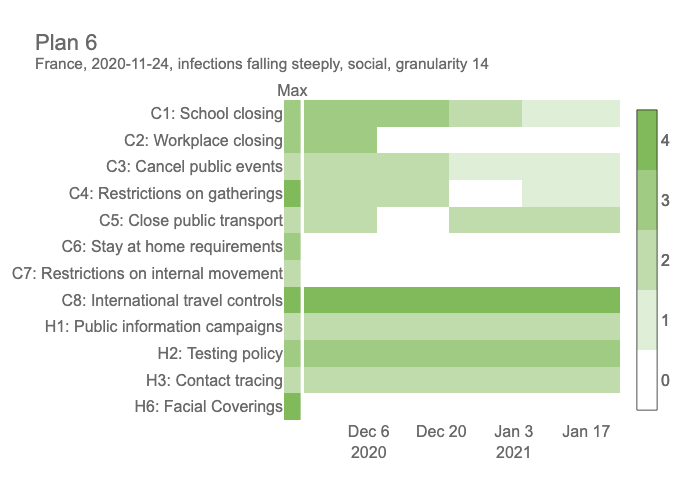 Plan 6
France, 2020-11-24, infections falling steeply, social, granularity 14
Max
C1: School closing
C2: Workplace closing
C3: Cancel public events
C4: Restrictions on gatherings
C5: Close public transport
C6: Stay at home requirements
C7: Restrictions on internal movement
C8: International travel controls
H1: Public information campaigns
H2: Testing policy
H3: Contact tracing
H6: Facial Coverings
4
3
2
1
0
Dec 6 Dec 20 Jan 3 Jan 17
2020 2021